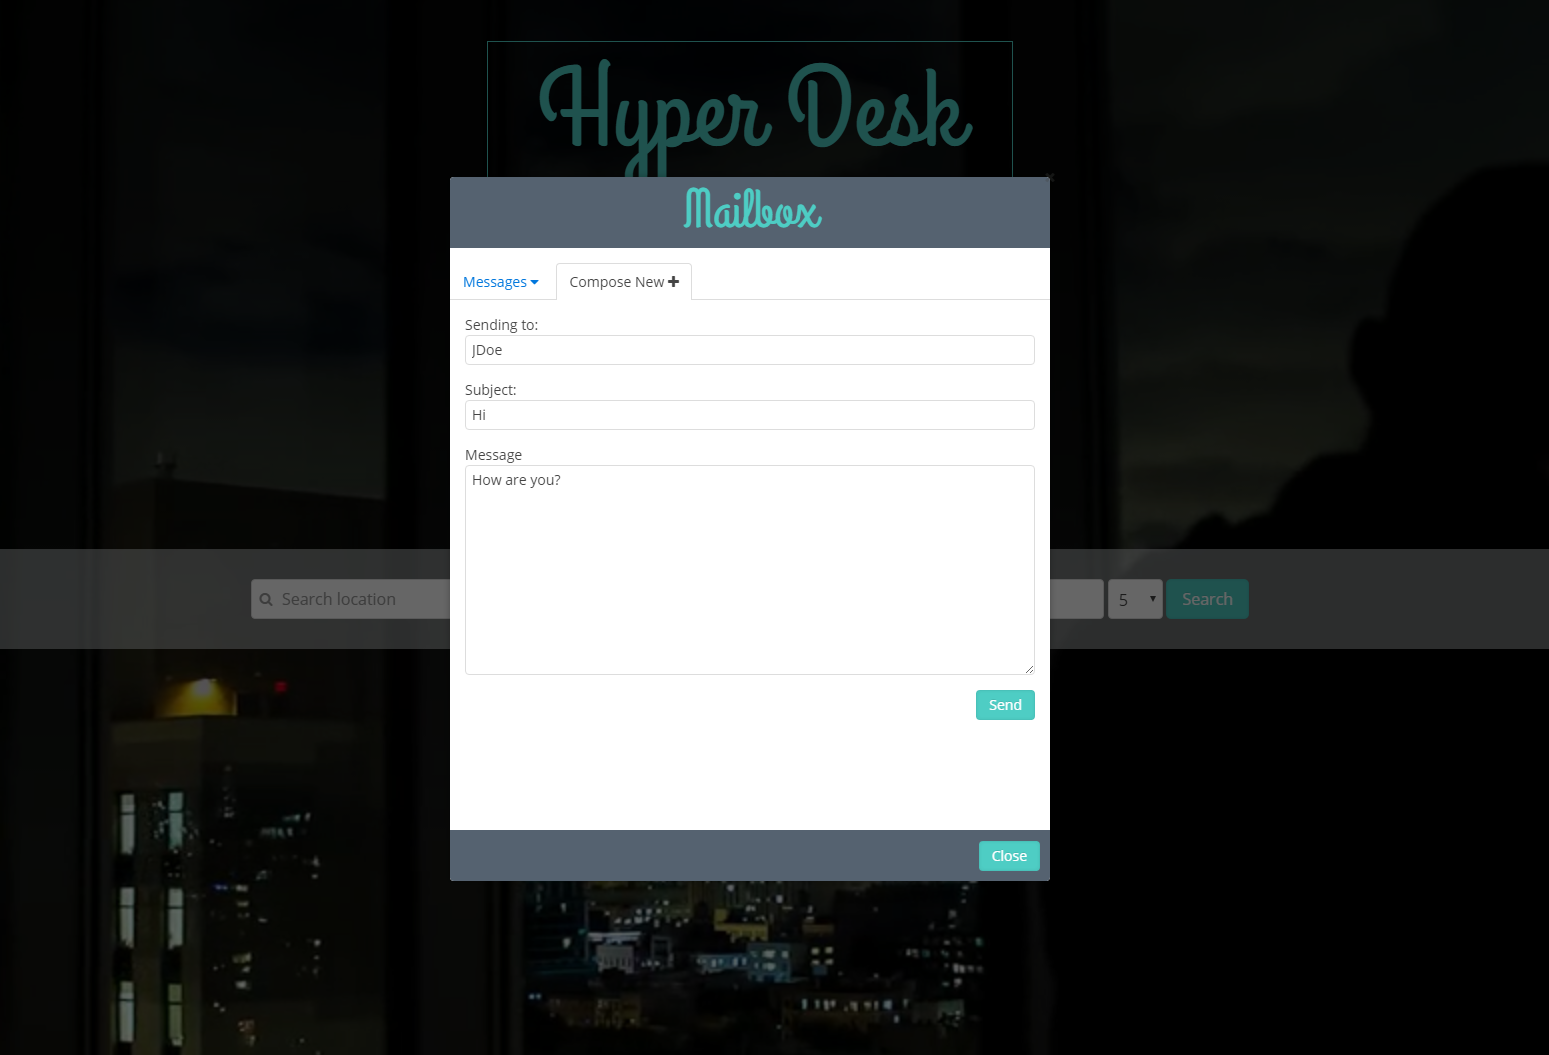 Hyper Desk
Mailbox
Messages
Compose New
Sending to:
JDoe
Subject:
Hi
Message
How are you?
Search location
5
Search
Send
Close